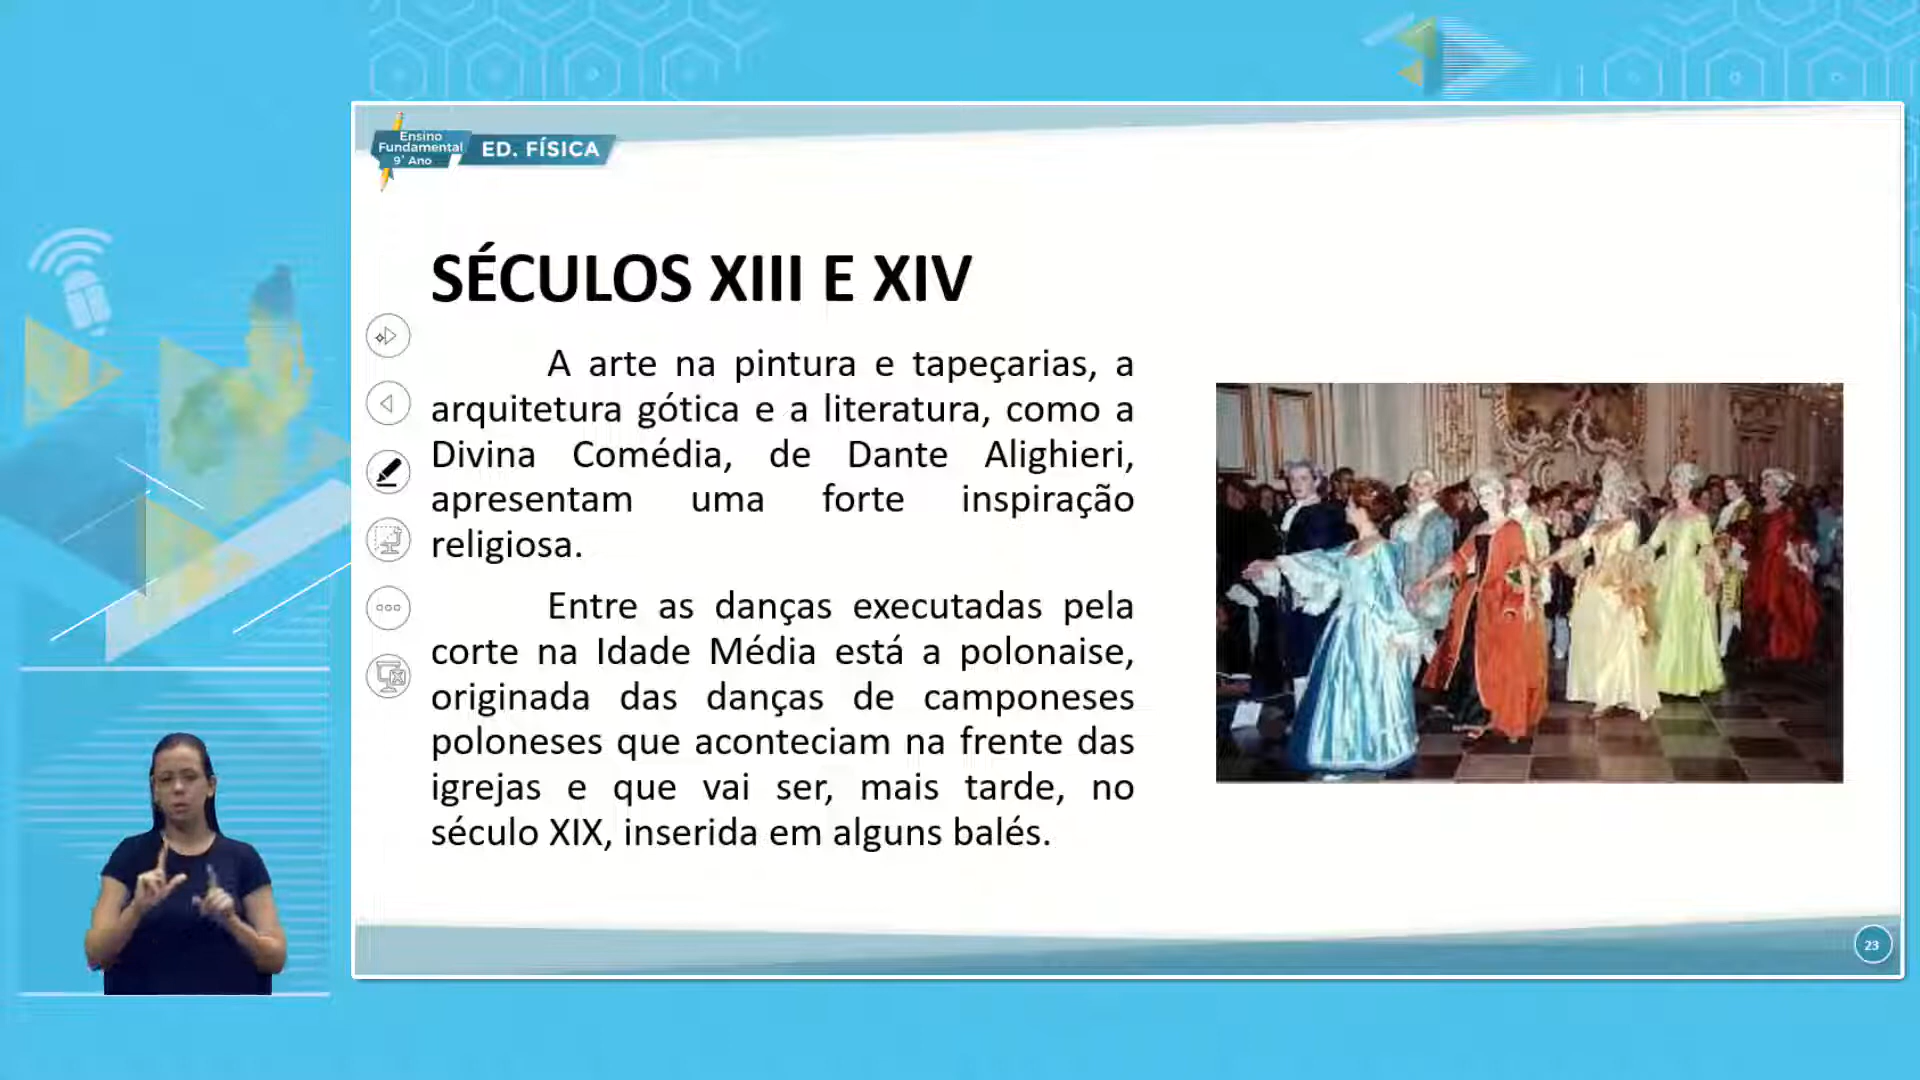 Ensino
Fundamental
9° Ano
ED. FÍSICA
SÉCULOS XIII E XIV
A arte na pintura e tapeçarias, a
arquitetura gótica e a literatura, como a
Divina Comédia, de Dante Alighieri,
apresentam uma forte inspiração
religiosa.
Entre as danças executadas pela
corte na Idade Média está a polonaise,
originada das danças de camponeses
poloneses que aconteciam na frente das
igrejas e que vai ser, mais tarde, no
século XIX, inserida em alguns balés.
23